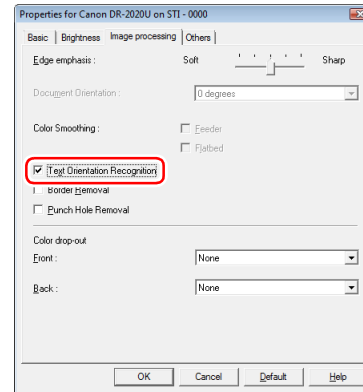 Properties for Canon DR-2020U on STI - 0000
Basic Brightness Image processing Others
Edge emphasis : Soft Sharp
Document Orientation : 0 degrees
Color Smoothing : Feeder
Flatbed
Text Orientation Recognition
Border Removal
Punch Hole Removal
Color drop-out
Front : None
Back : None
OK Cancel Default Help